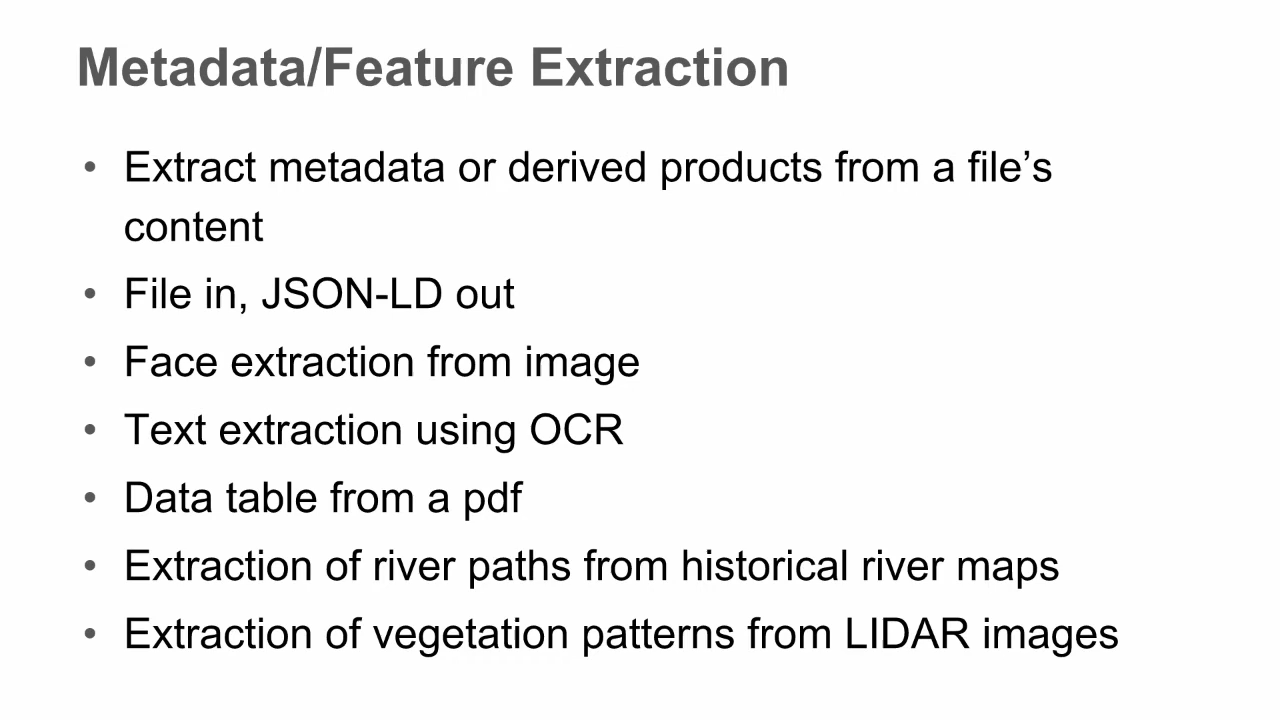 Metadata/Feature Extraction
• Extract metadata or derived products from a file’s
content
• File in, JSON-LD out
• Face extraction from image
• Text extraction using OCR
• Data table from a pdf
• Extraction of river paths from historical river maps
• Extraction of vegetation patterns from LIDAR images